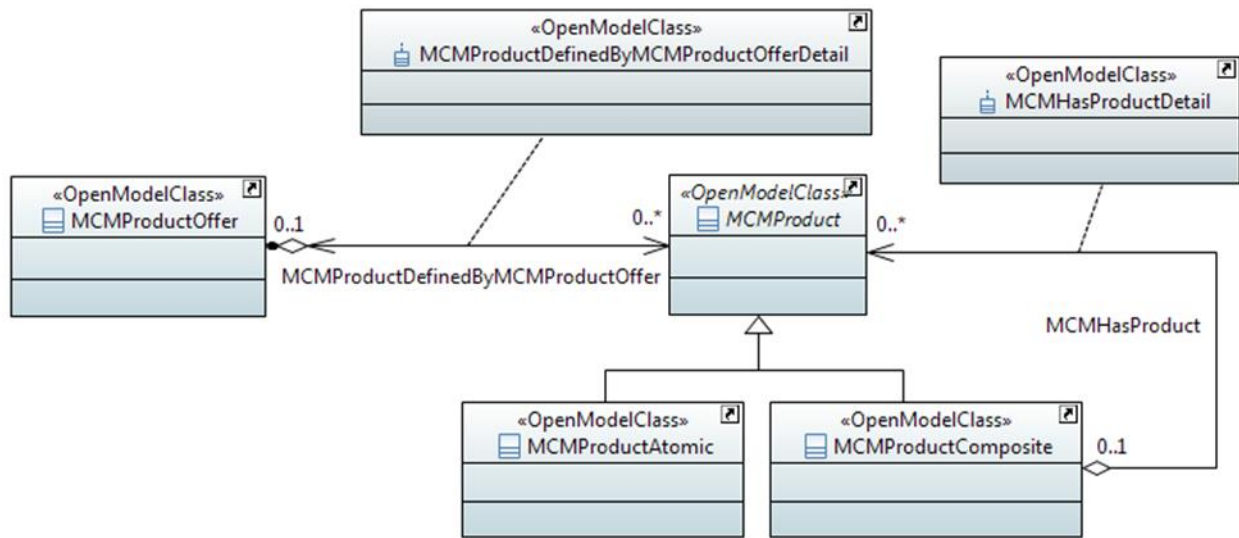 «OpenModelClass»
MCMProductDefinedByMCMProductOfferDetail
«OpenModelClass»
MCMHasProductDetail
«OpenModelClass»
MCMProductOffer
0..1
0..*
MCMProductDefinedByMCMProductOffer
«OpenModelClass»
MCMProduct
0..*
MCMHasProduct
«OpenModelClass»
MCMProductAtomic
«OpenModelClass»
MCMProductComposite
0..1